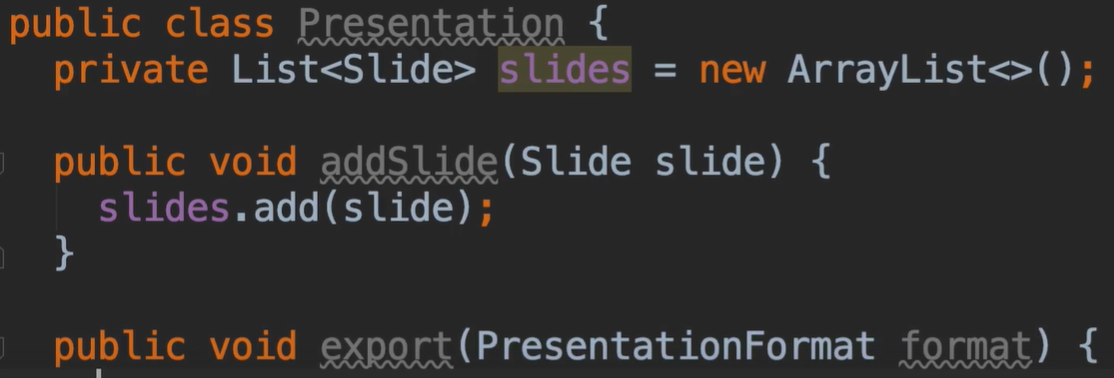 public class Presentation {
private List<Slide> slides = new ArrayList<>();
public void addSlide(Slide slide) {
slides.add(slide);
}
public void export(PresentationFormat format) {